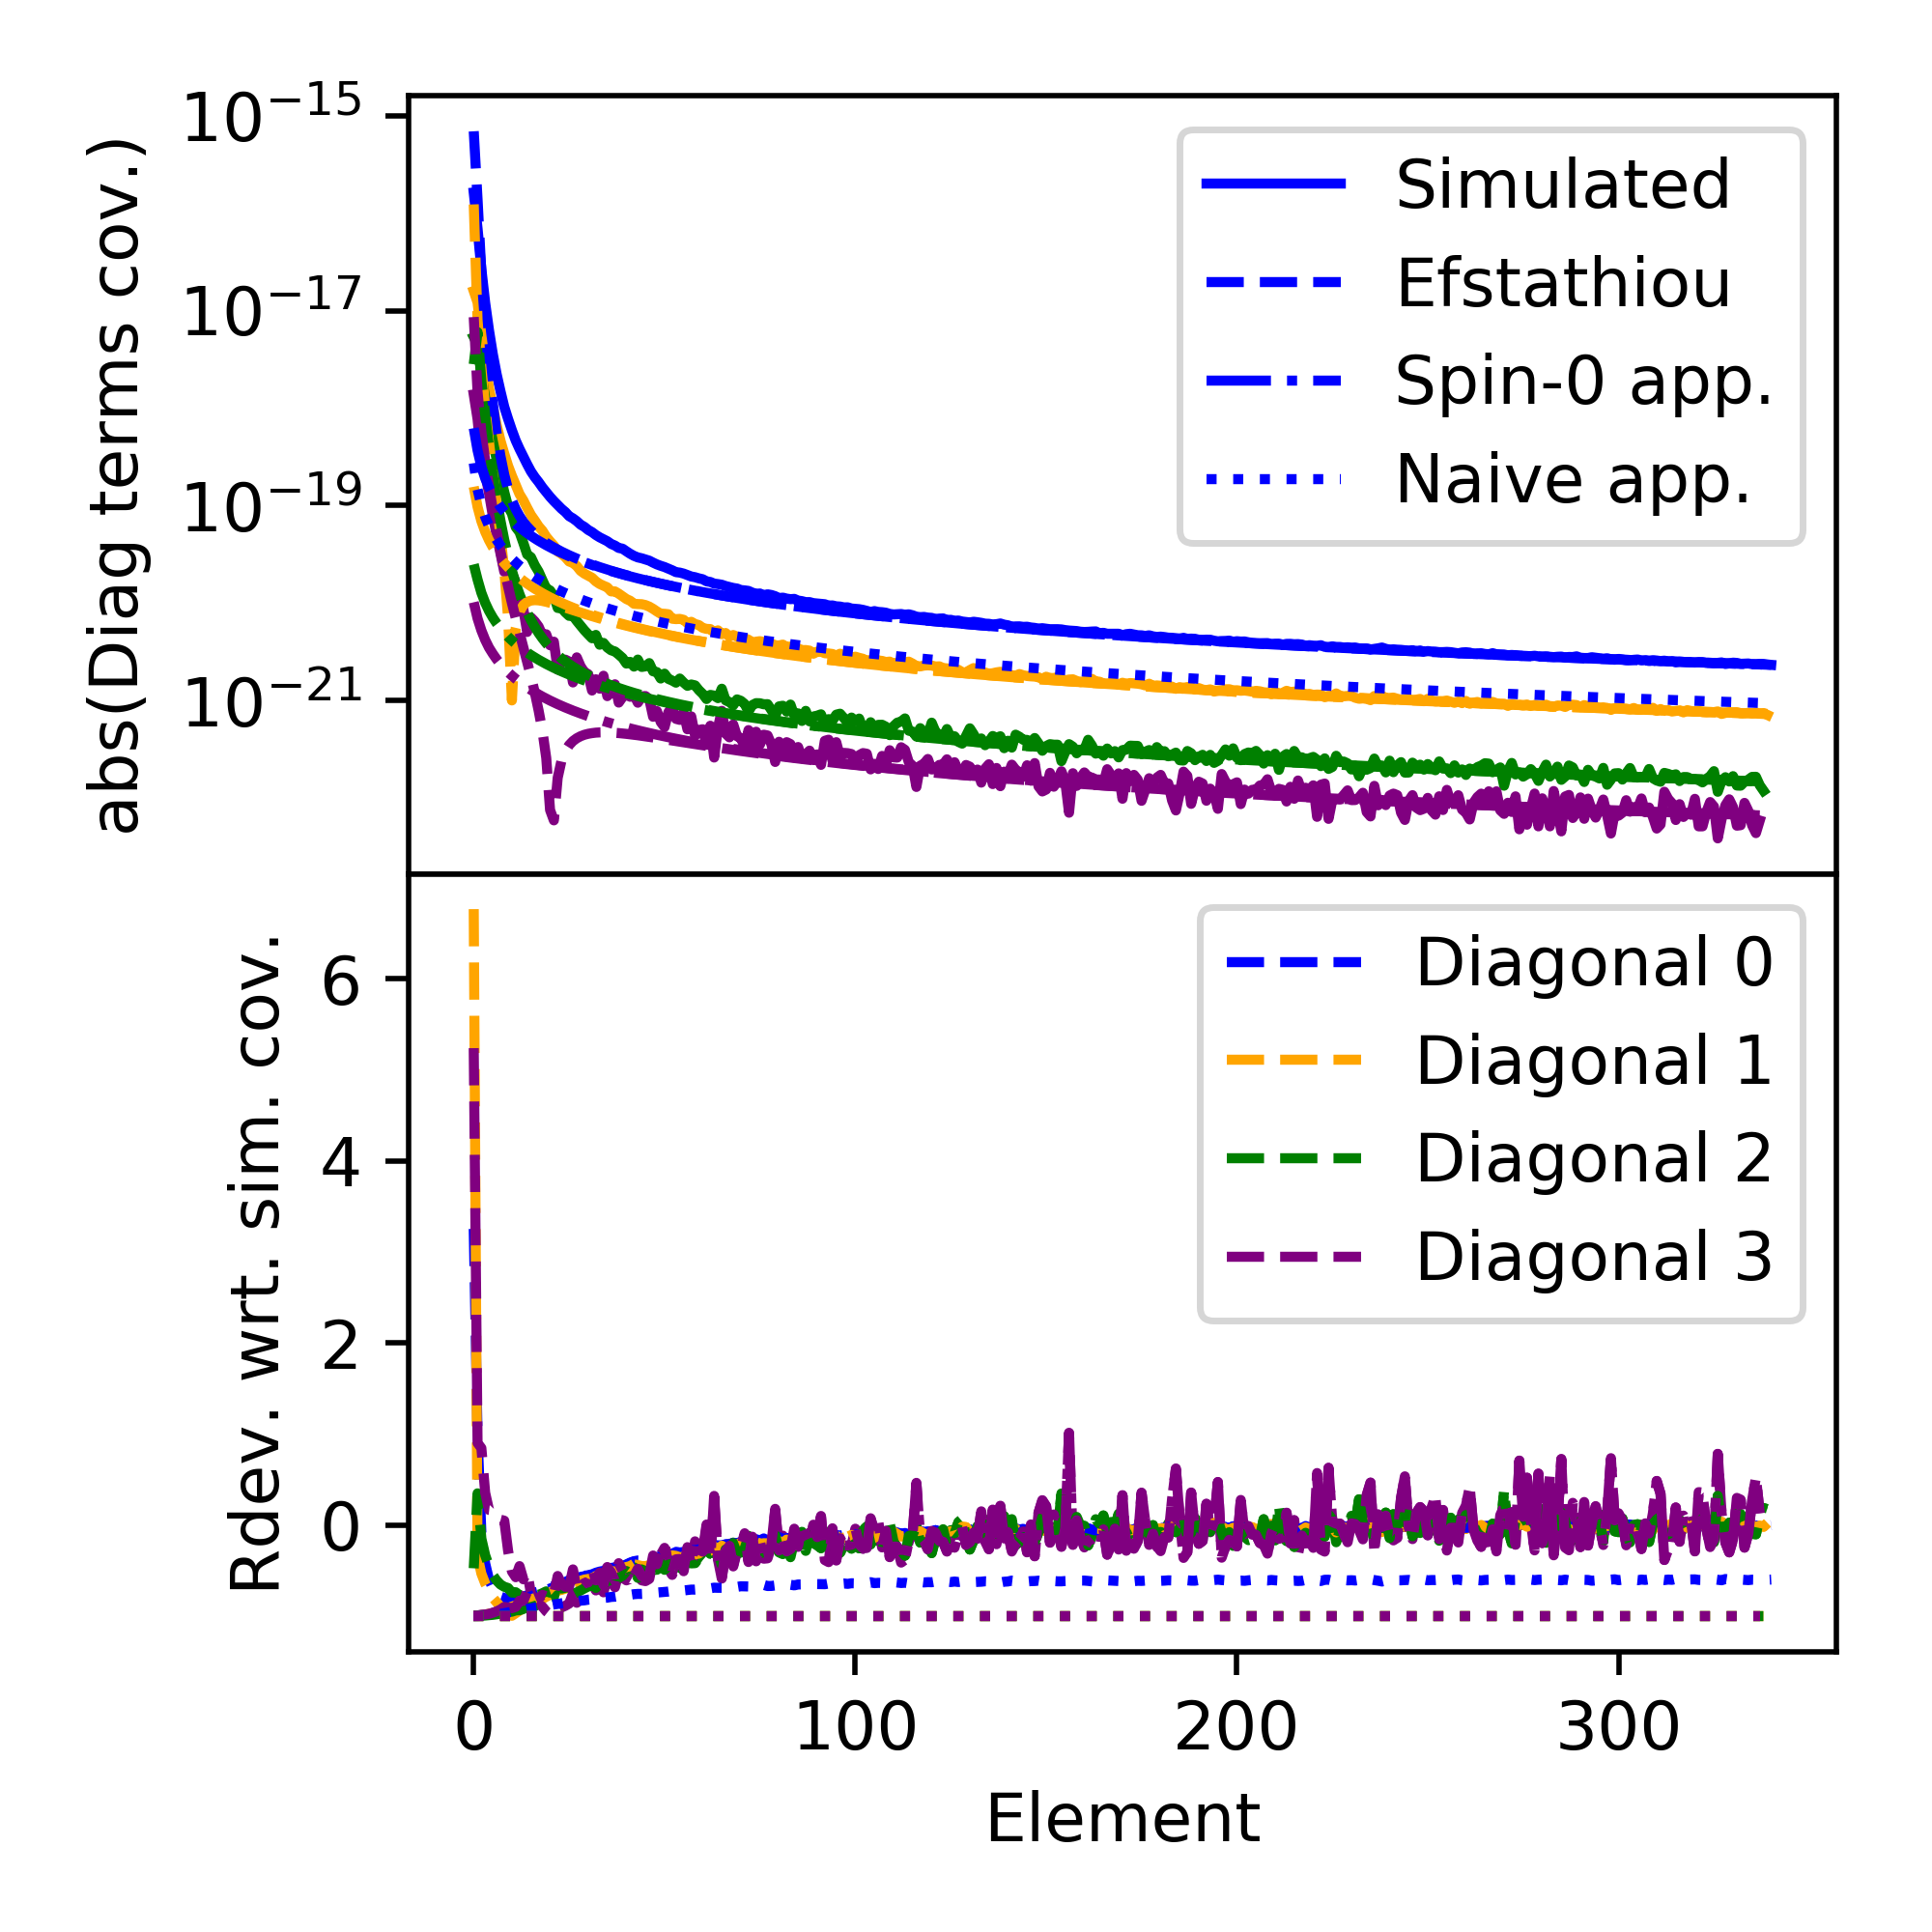 abs(Diag terms cov.)
10⁻¹⁵
10⁻¹⁷
10⁻¹⁹
10⁻²¹
Simulated
Efstathiou
Spin-0 app.
Naive app.
Rdev. wrt. sim. cov.
6
4
2
0
Diagonal 0
Diagonal 1
Diagonal 2
Diagonal 3
0 100 200 300
Element